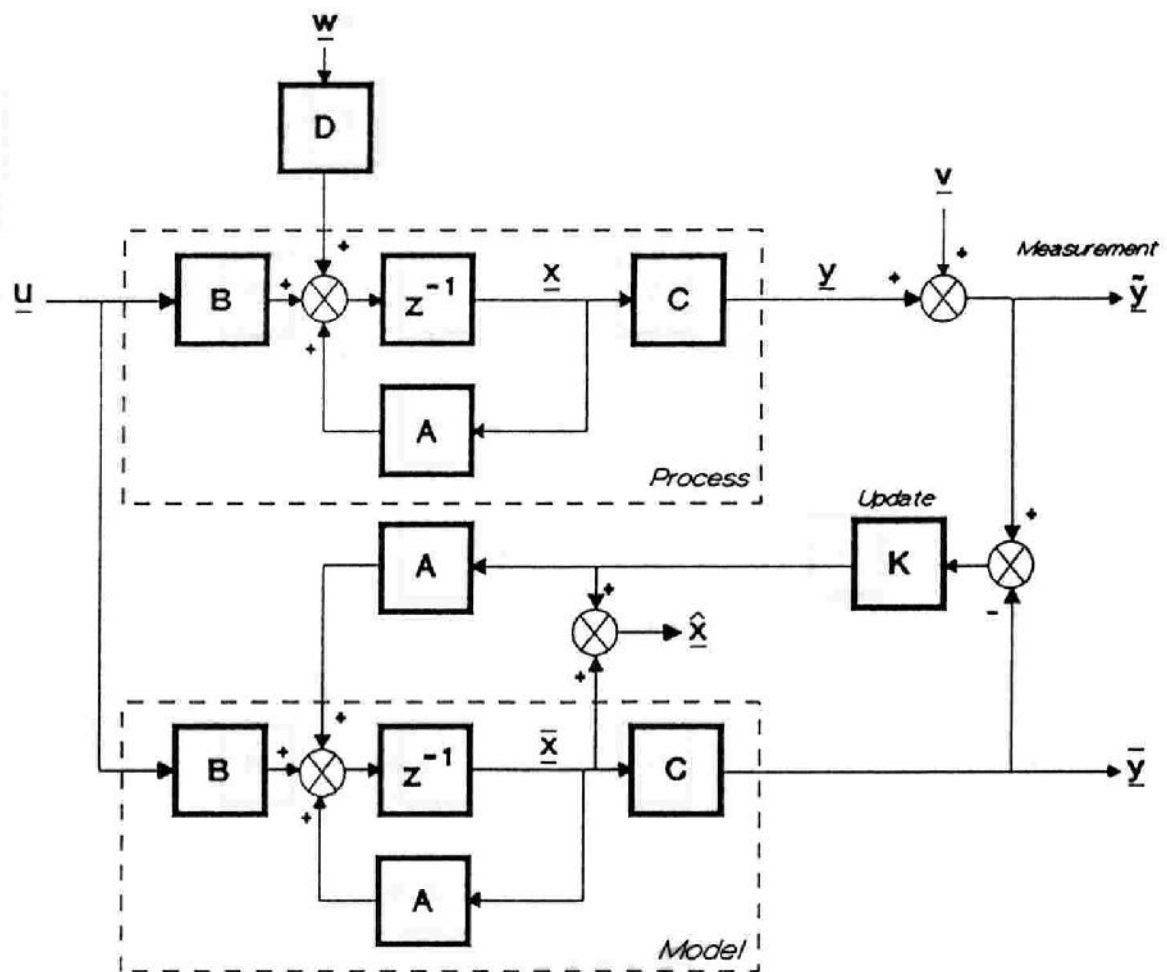 w
D
v
Measurement
u
B
+
+
+
z⁻¹
x
C
y
+
+
ỹ
A
Process
Update
A
K
+
-
+
x̂
+
B
+
+
+
z⁻¹
x̄
C
ȳ
A
Model